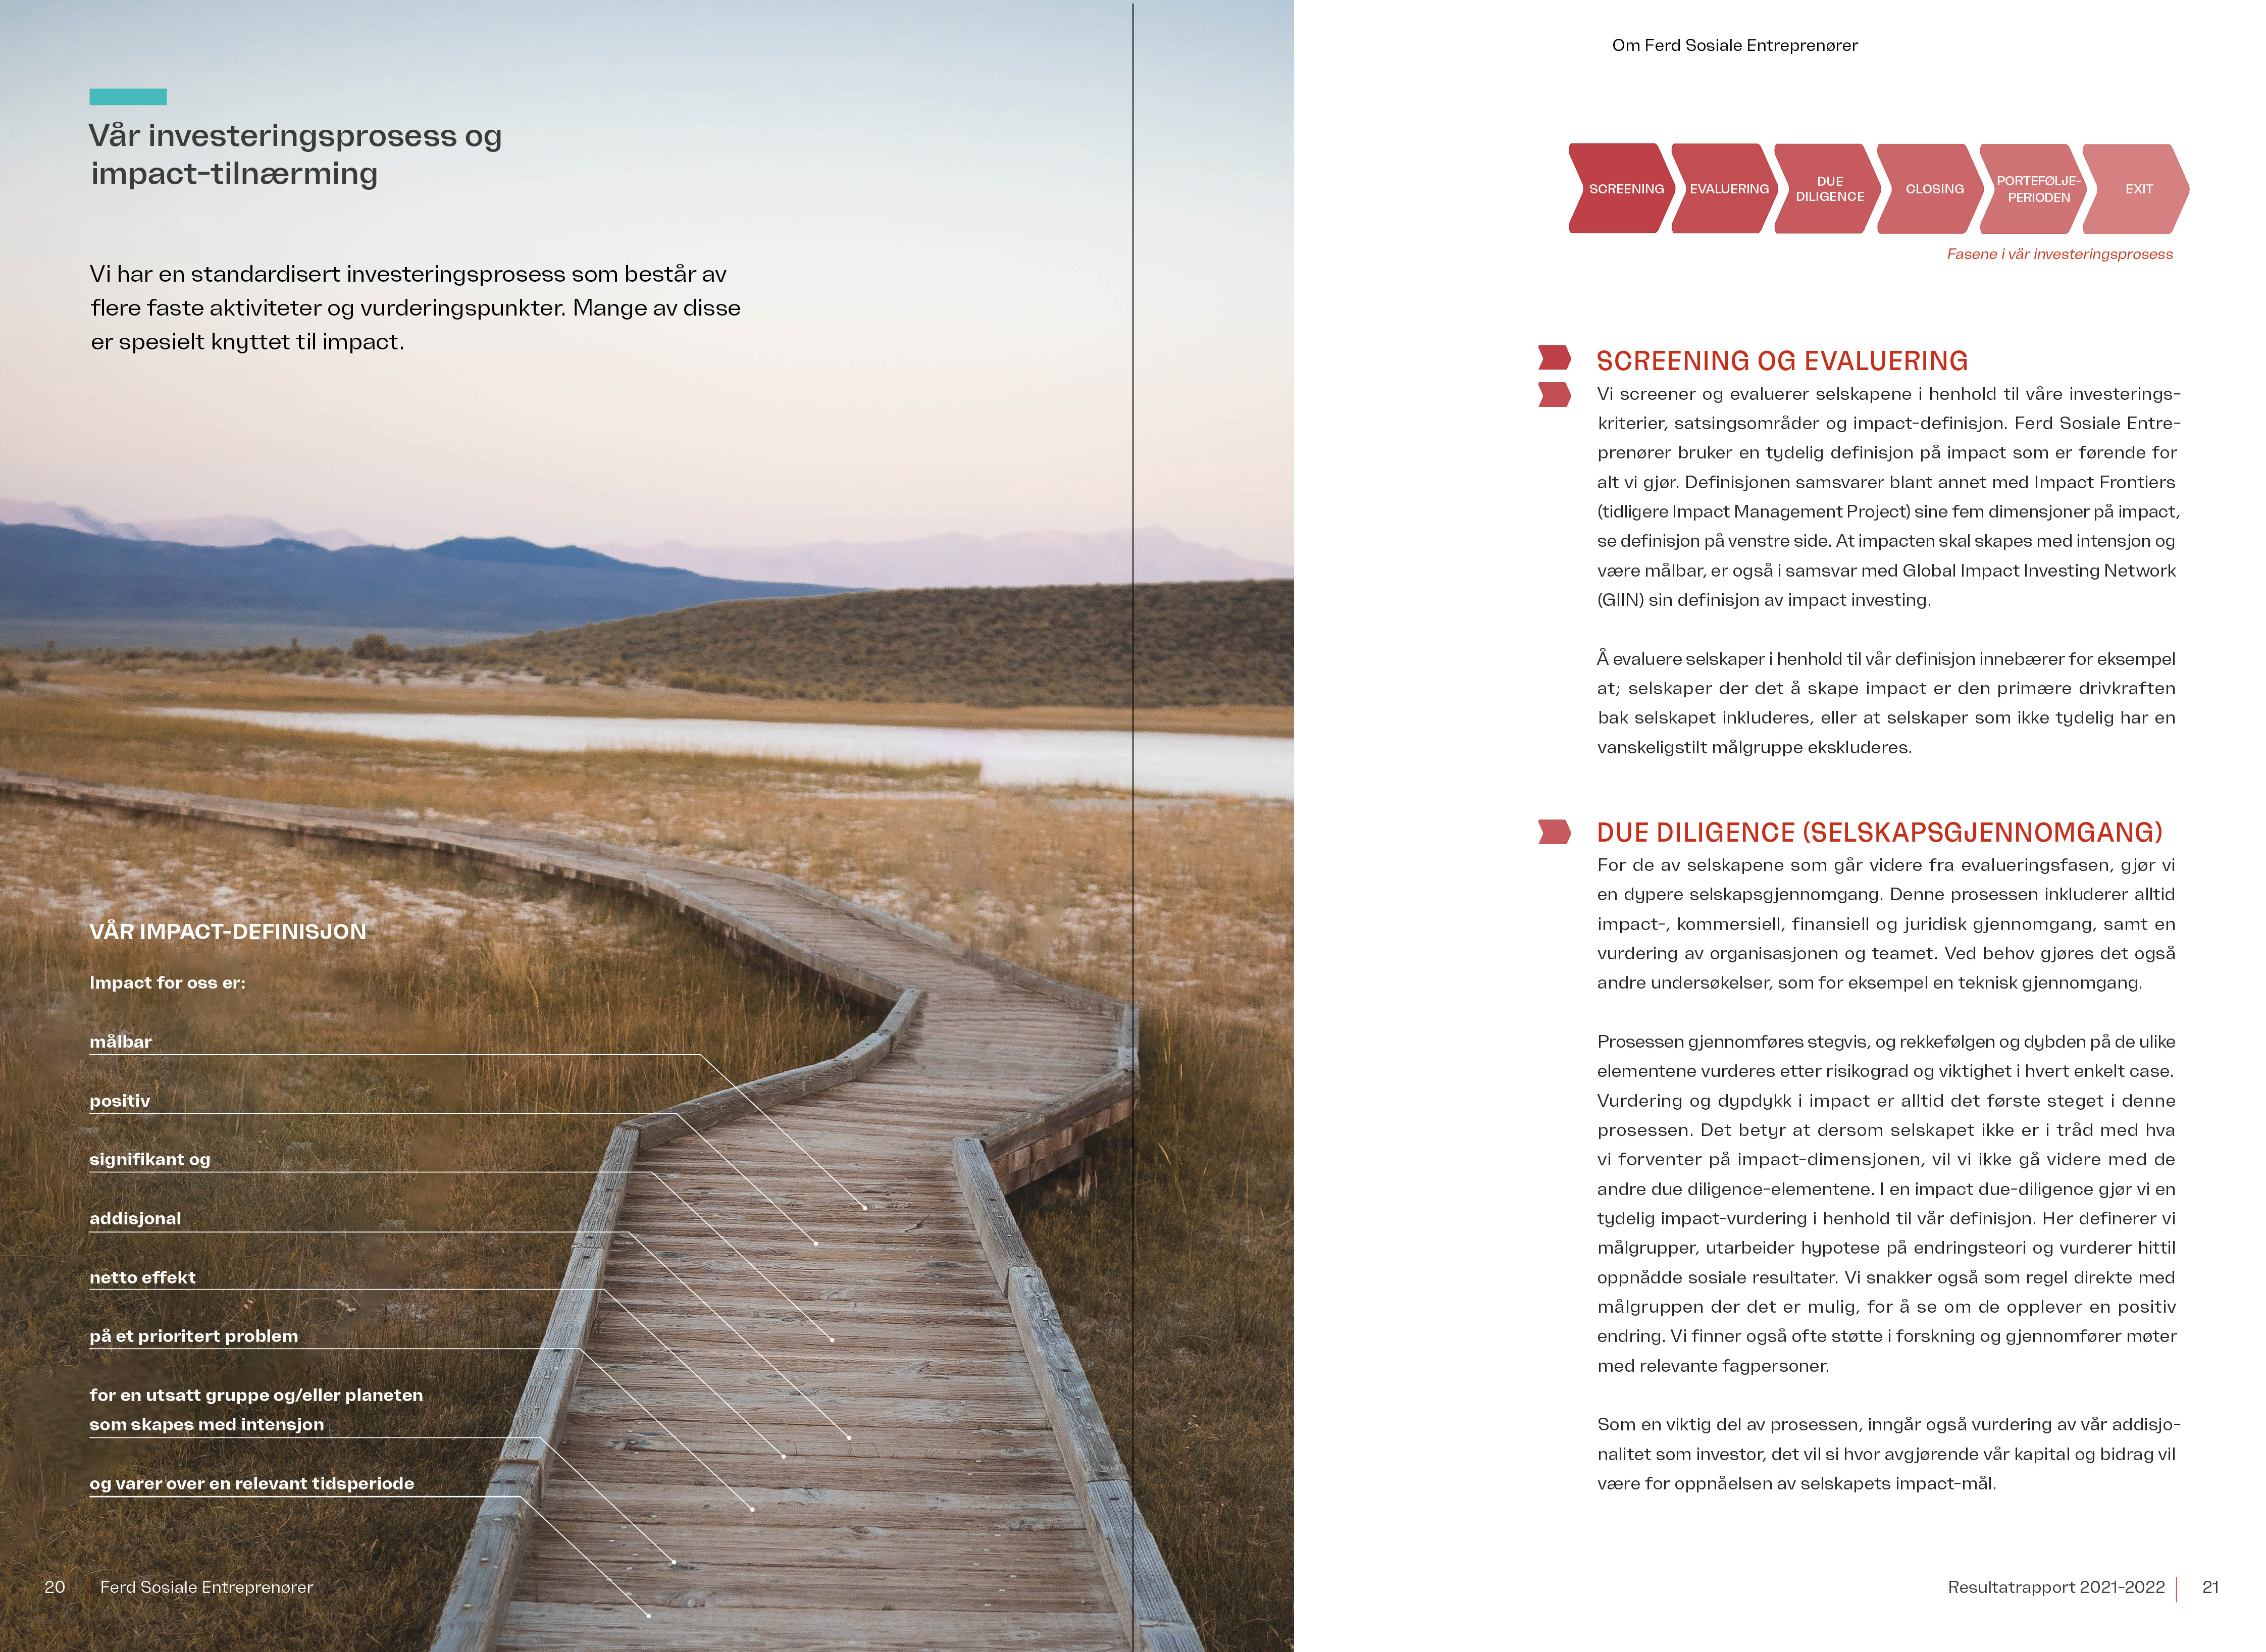 Vår investeringsprosess og
impact-tilnærming
Vi har en standardisert investeringsprosess som består av
flere faste aktiviteter og vurderingspunkter. Mange av disse
er spesielt knyttet til impact.
VÅR IMPACT-DEFINISJON
Impact for oss er:
målbar
positiv
signifikant og
addisjonal
netto effekt
på et prioritert problem
for en utsatt gruppe og/eller planeten
som skapes med intensjon
og varer over en relevant tidsperiode
20 Ferd Sosiale Entreprenører
Om Ferd Sosiale Entreprenører
SCREENING
EVALUERING
DUE
DILIGENCE
CLOSING
PORTEFØLJE-
PERIODEN
EXIT
Fasene i vår investeringsprosess
SCREENING OG EVALUERING
Vi screener og evaluerer selskapene i henhold til våre investerings-
kriterier, satsingsområder og impact-definisjon. Ferd Sosiale Entre-
prenører bruker en tydelig definisjon på impact som er førende for
alt vi gjør. Definisjonen samsvarer blant annet med Impact Frontiers
(tidligere Impact Management Project) sine fem dimensjoner på impact,
se definisjon på venstre side. At impacten skal skapes med intensjon og
være målbar, er også i samsvar med Global Impact Investing Network
(GIIN) sin definisjon av impact investing.
Å evaluere selskaper i henhold til vår definisjon innebærer for eksempel
at; selskaper der det å skape impact er den primære drivkraften
bak selskapet inkluderes, eller at selskaper som ikke tydelig har en
vanskeligstilt målgruppe ekskluderes.
DUE DILIGENCE (SELSKAPSGJENNOMGANG)
For de av selskapene som går videre fra evalueringsfasen, gjør vi
en dypere selskapsgjennomgang. Denne prosessen inkluderer alltid
impact-, kommersiell, finansiell og juridisk gjennomgang, samt en
vurdering av organisasjonen og teamet. Ved behov gjøres det også
andre undersøkelser, som for eksempel en teknisk gjennomgang.
Prosessen gjennomføres stegvis, og rekkefølgen og dybden på de ulike
elementene vurderes etter risikograd og viktighet i hvert enkelt case.
Vurdering og dypdykk i impact er alltid det første steget i denne
prosessen. Det betyr at dersom selskapet ikke er i tråd med hva
vi forventer på impact-dimensjonen, vil vi ikke gå videre med de
andre due diligence-elementene. I en impact due-diligence gjør vi en
tydelig impact-vurdering i henhold til vår definisjon. Her definerer vi
målgrupper, utarbeider hypotese på endringsteori og vurderer hittil
oppnådde sosiale resultater. Vi snakker også som regel direkte med
målgruppen der det er mulig, for å se om de opplever en positiv
endring. Vi finner også ofte støtte i forskning og gjennomfører møter
med relevante fagpersoner.
Som en viktig del av prosessen, inngår også vurdering av vår addisjo-
nalitet som investor, det vil si hvor avgjørende vår kapital og bidrag vil
være for oppnåelsen av selskapets impact-mål.
Resultatrapport 2021-2022 21